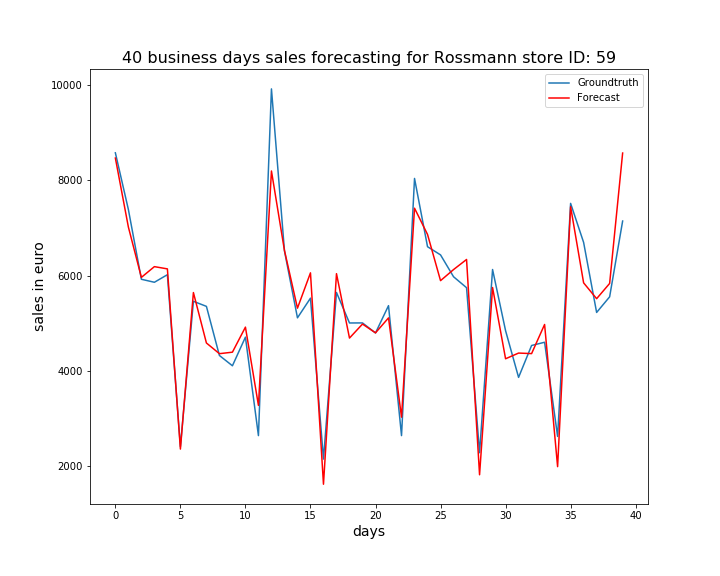 40 business days sales forecasting for Rossmann store ID: 59
Groundtruth
Forecast
10000
8000
6000
4000
2000
sales in euro
0 5 10 15 20 25 30 35 40
days